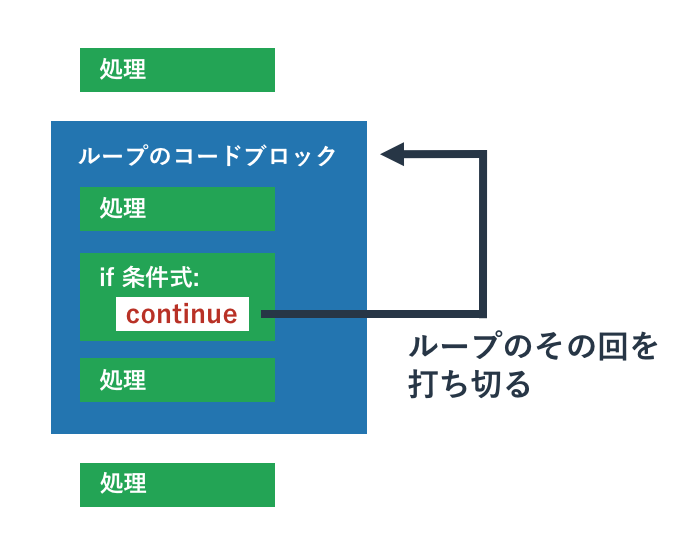 処理
ループのコードブロック
処理
if 条件式:
continue
ループのその回を
打ち切る
処理
処理